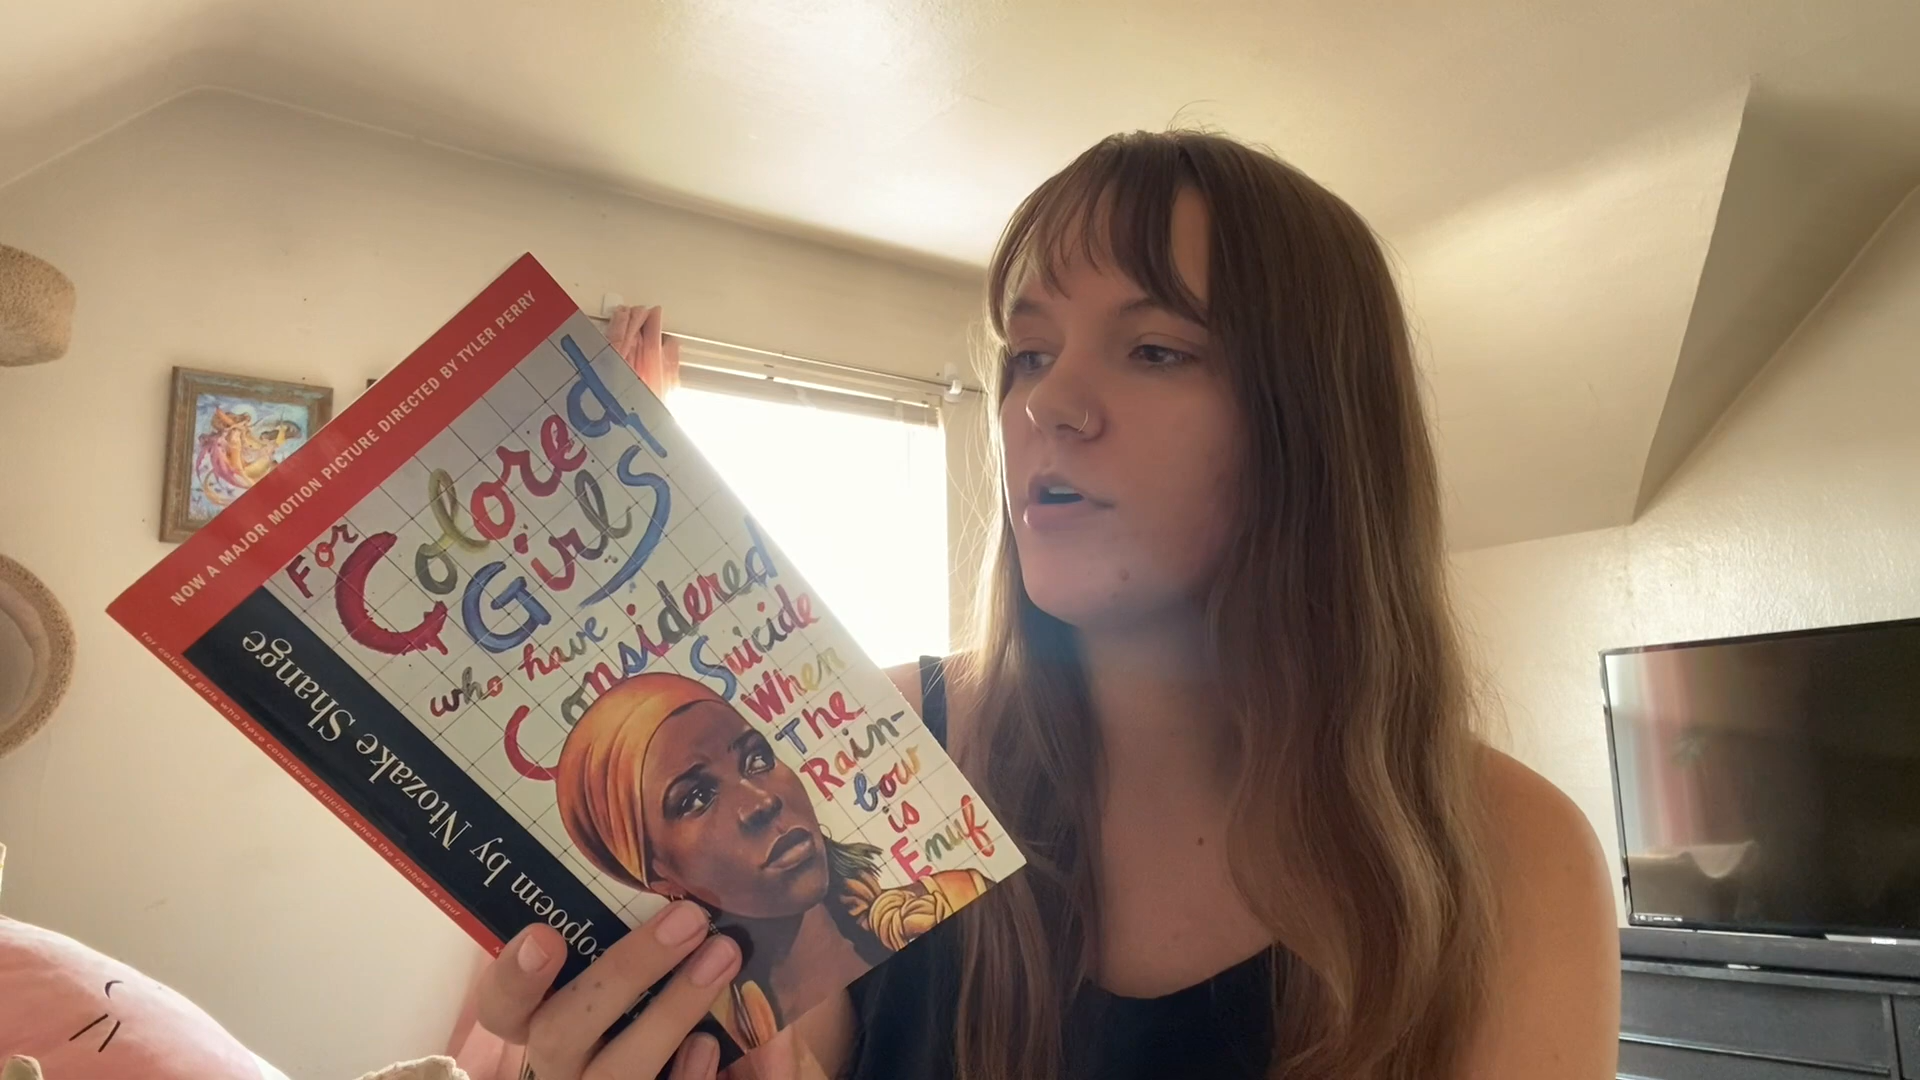 NOW A MAJOR MOTION PICTURE DIRECTED BY TYLER PERRY
For
Colored
Girls
who have
Considered
Suicide
When
The
Rain-
bow
is
Enuf
eopoem by Ntozake Shange
for colored girls who have considered suicide/when the rainbow is enuf